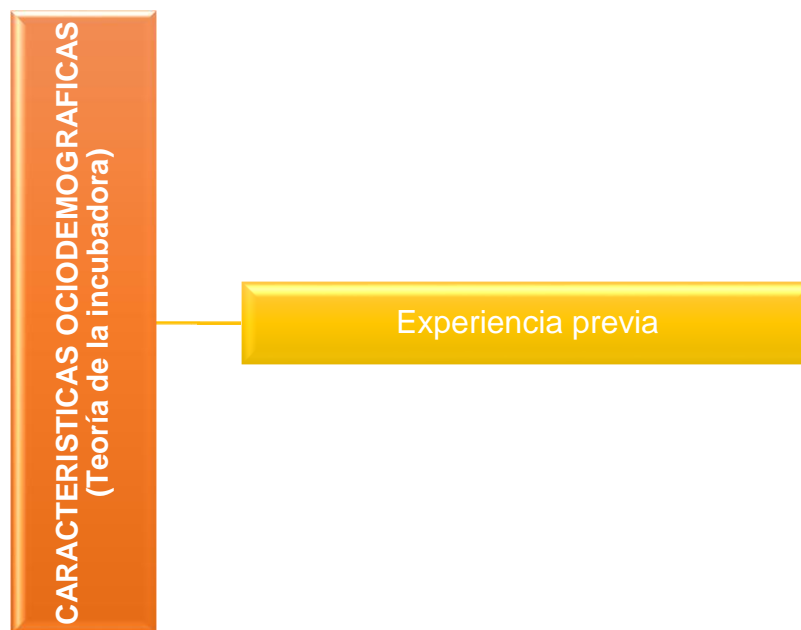 CARACTERISTICAS OCIODEMOGRAFICAS
(Teoría de la incubadora)
Experiencia previa